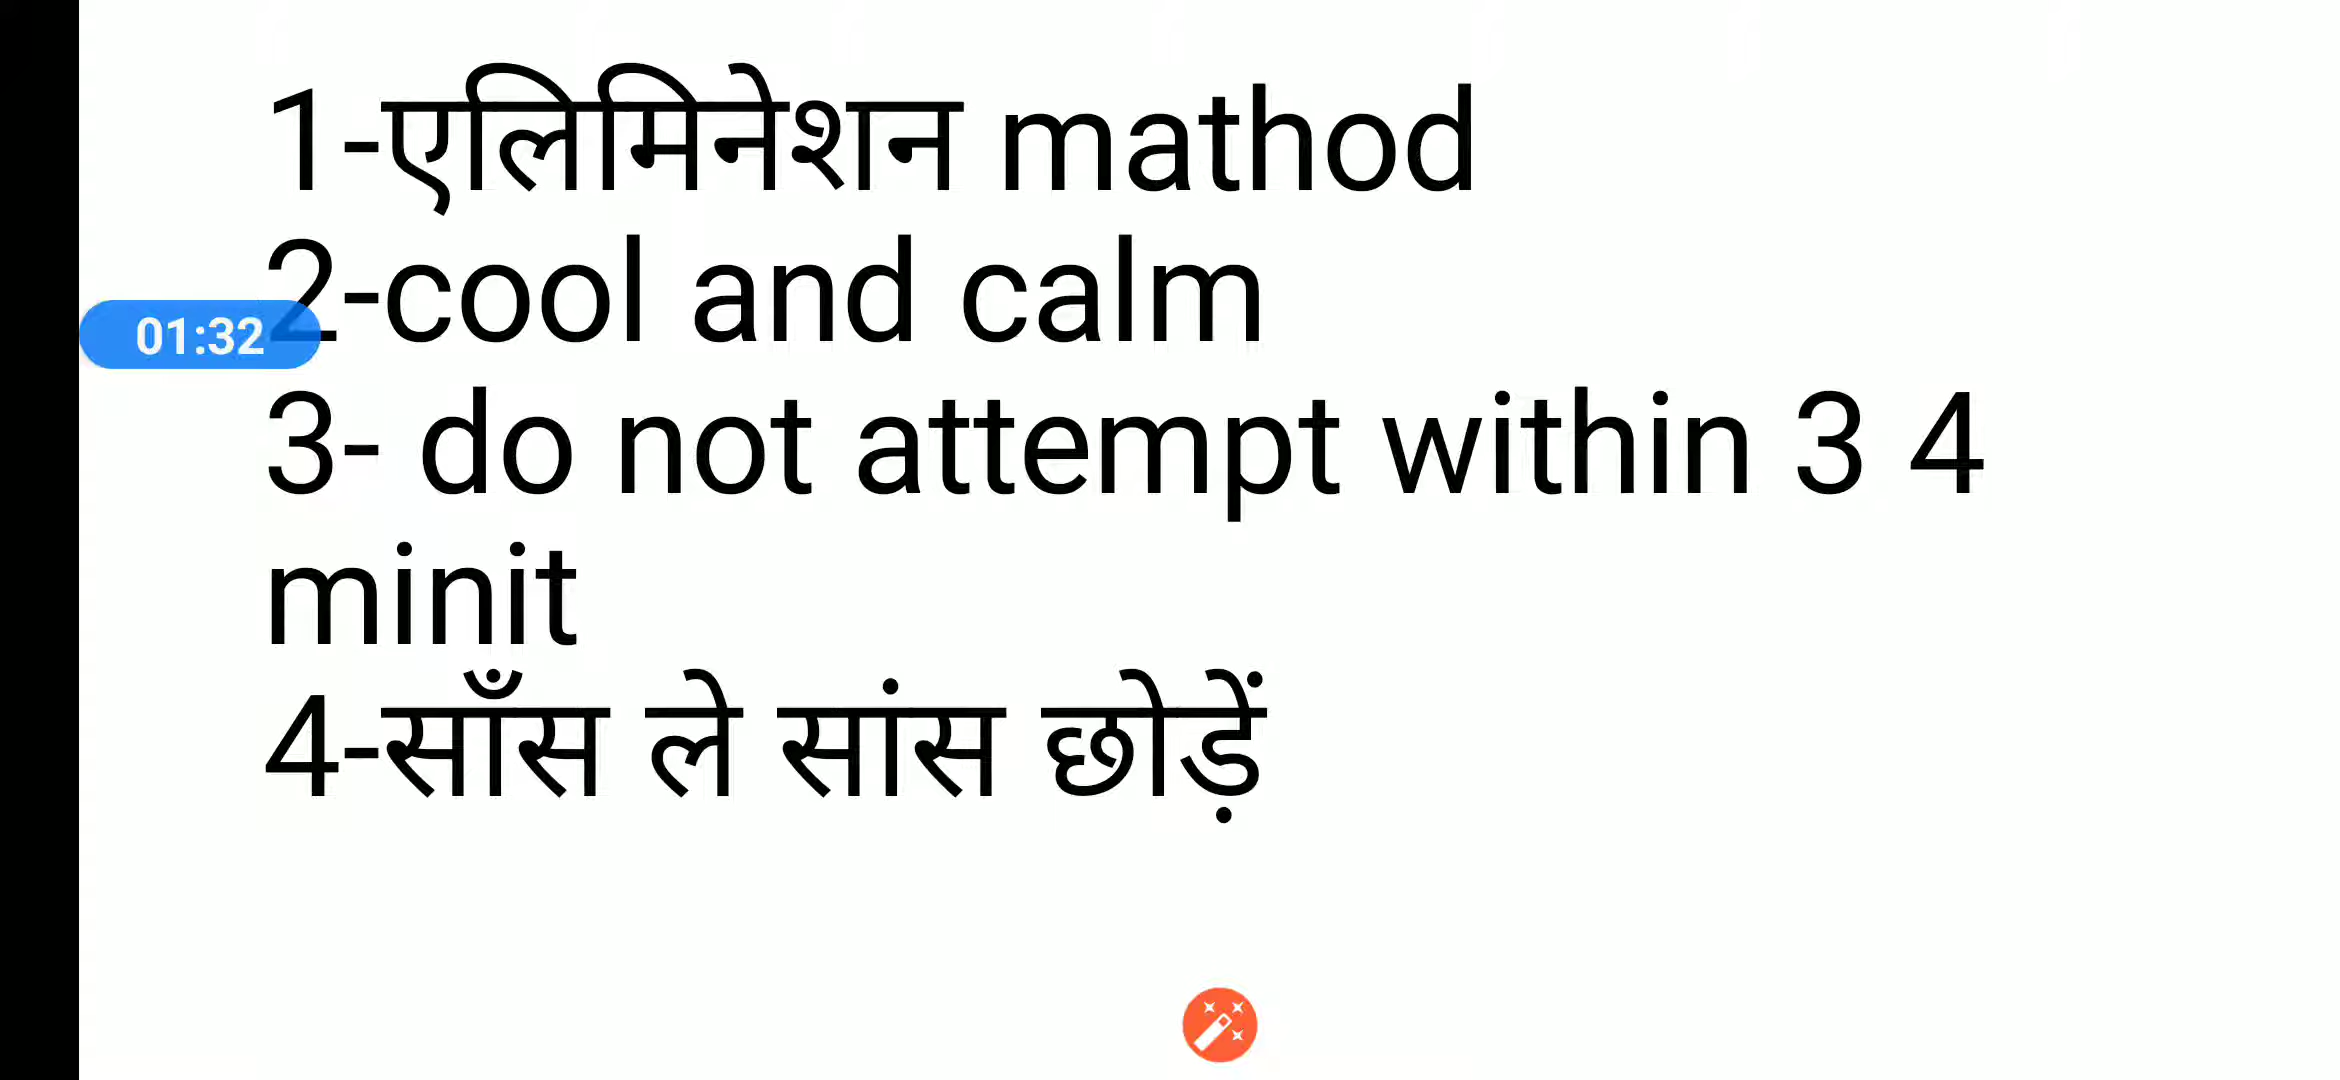 1-एलिमिनेशन mathod
2-cool and calm
01:32
3- do not attempt within 3 4
minit
4-साँस ले सांस छोड़ें